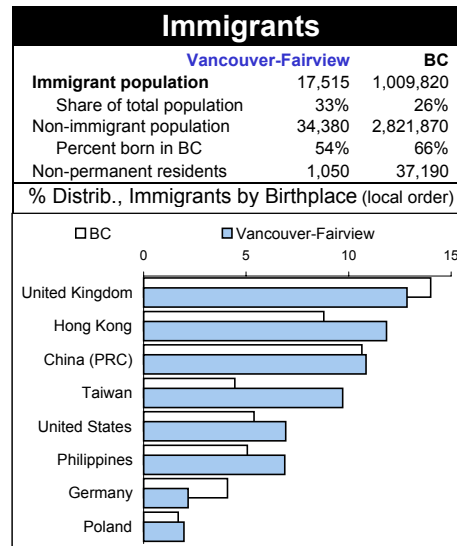 Immigrants
Vancouver-Fairview BC
Immigrant population 17,515 1,009,820
Share of total population 33% 26%
Non-immigrant population 34,380 2,821,870
Percent born in BC 54% 66%
Non-permanent residents 1,050 37,190
% Distrib., Immigrants by Birthplace (local order)
BC Vancouver-Fairview
0 5 10 15
United Kingdom
Hong Kong
China (PRC)
Taiwan
United States
Philippines
Germany
Poland